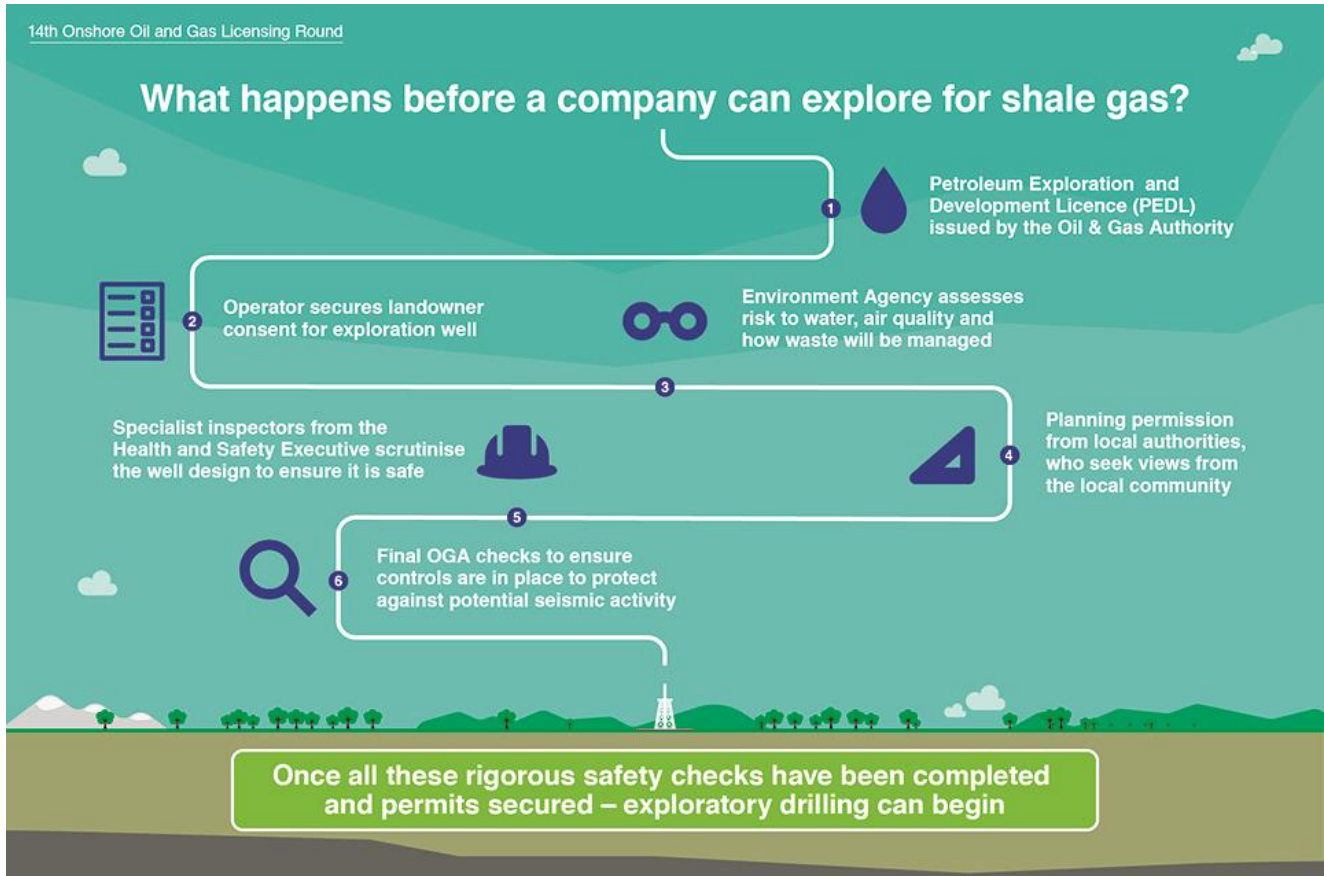 14th Onshore Oil and Gas Licensing Round
What happens before a company can explore for shale gas?
1
Petroleum Exploration and
Development Licence (PEDL)
issued by the Oil & Gas Authority
2
Operator secures landowner
consent for exploration well
Environment Agency assesses
risk to water, air quality and
how waste will be managed
3
Planning permission
from local authorities,
who seek views from
the local community
4
Specialist inspectors from the
Health and Safety Executive scrutinise
the well design to ensure it is safe
5
6
Final OGA checks to ensure
controls are in place to protect
against potential seismic activity
Once all these rigorous safety checks have been completed
and permits secured – exploratory drilling can begin